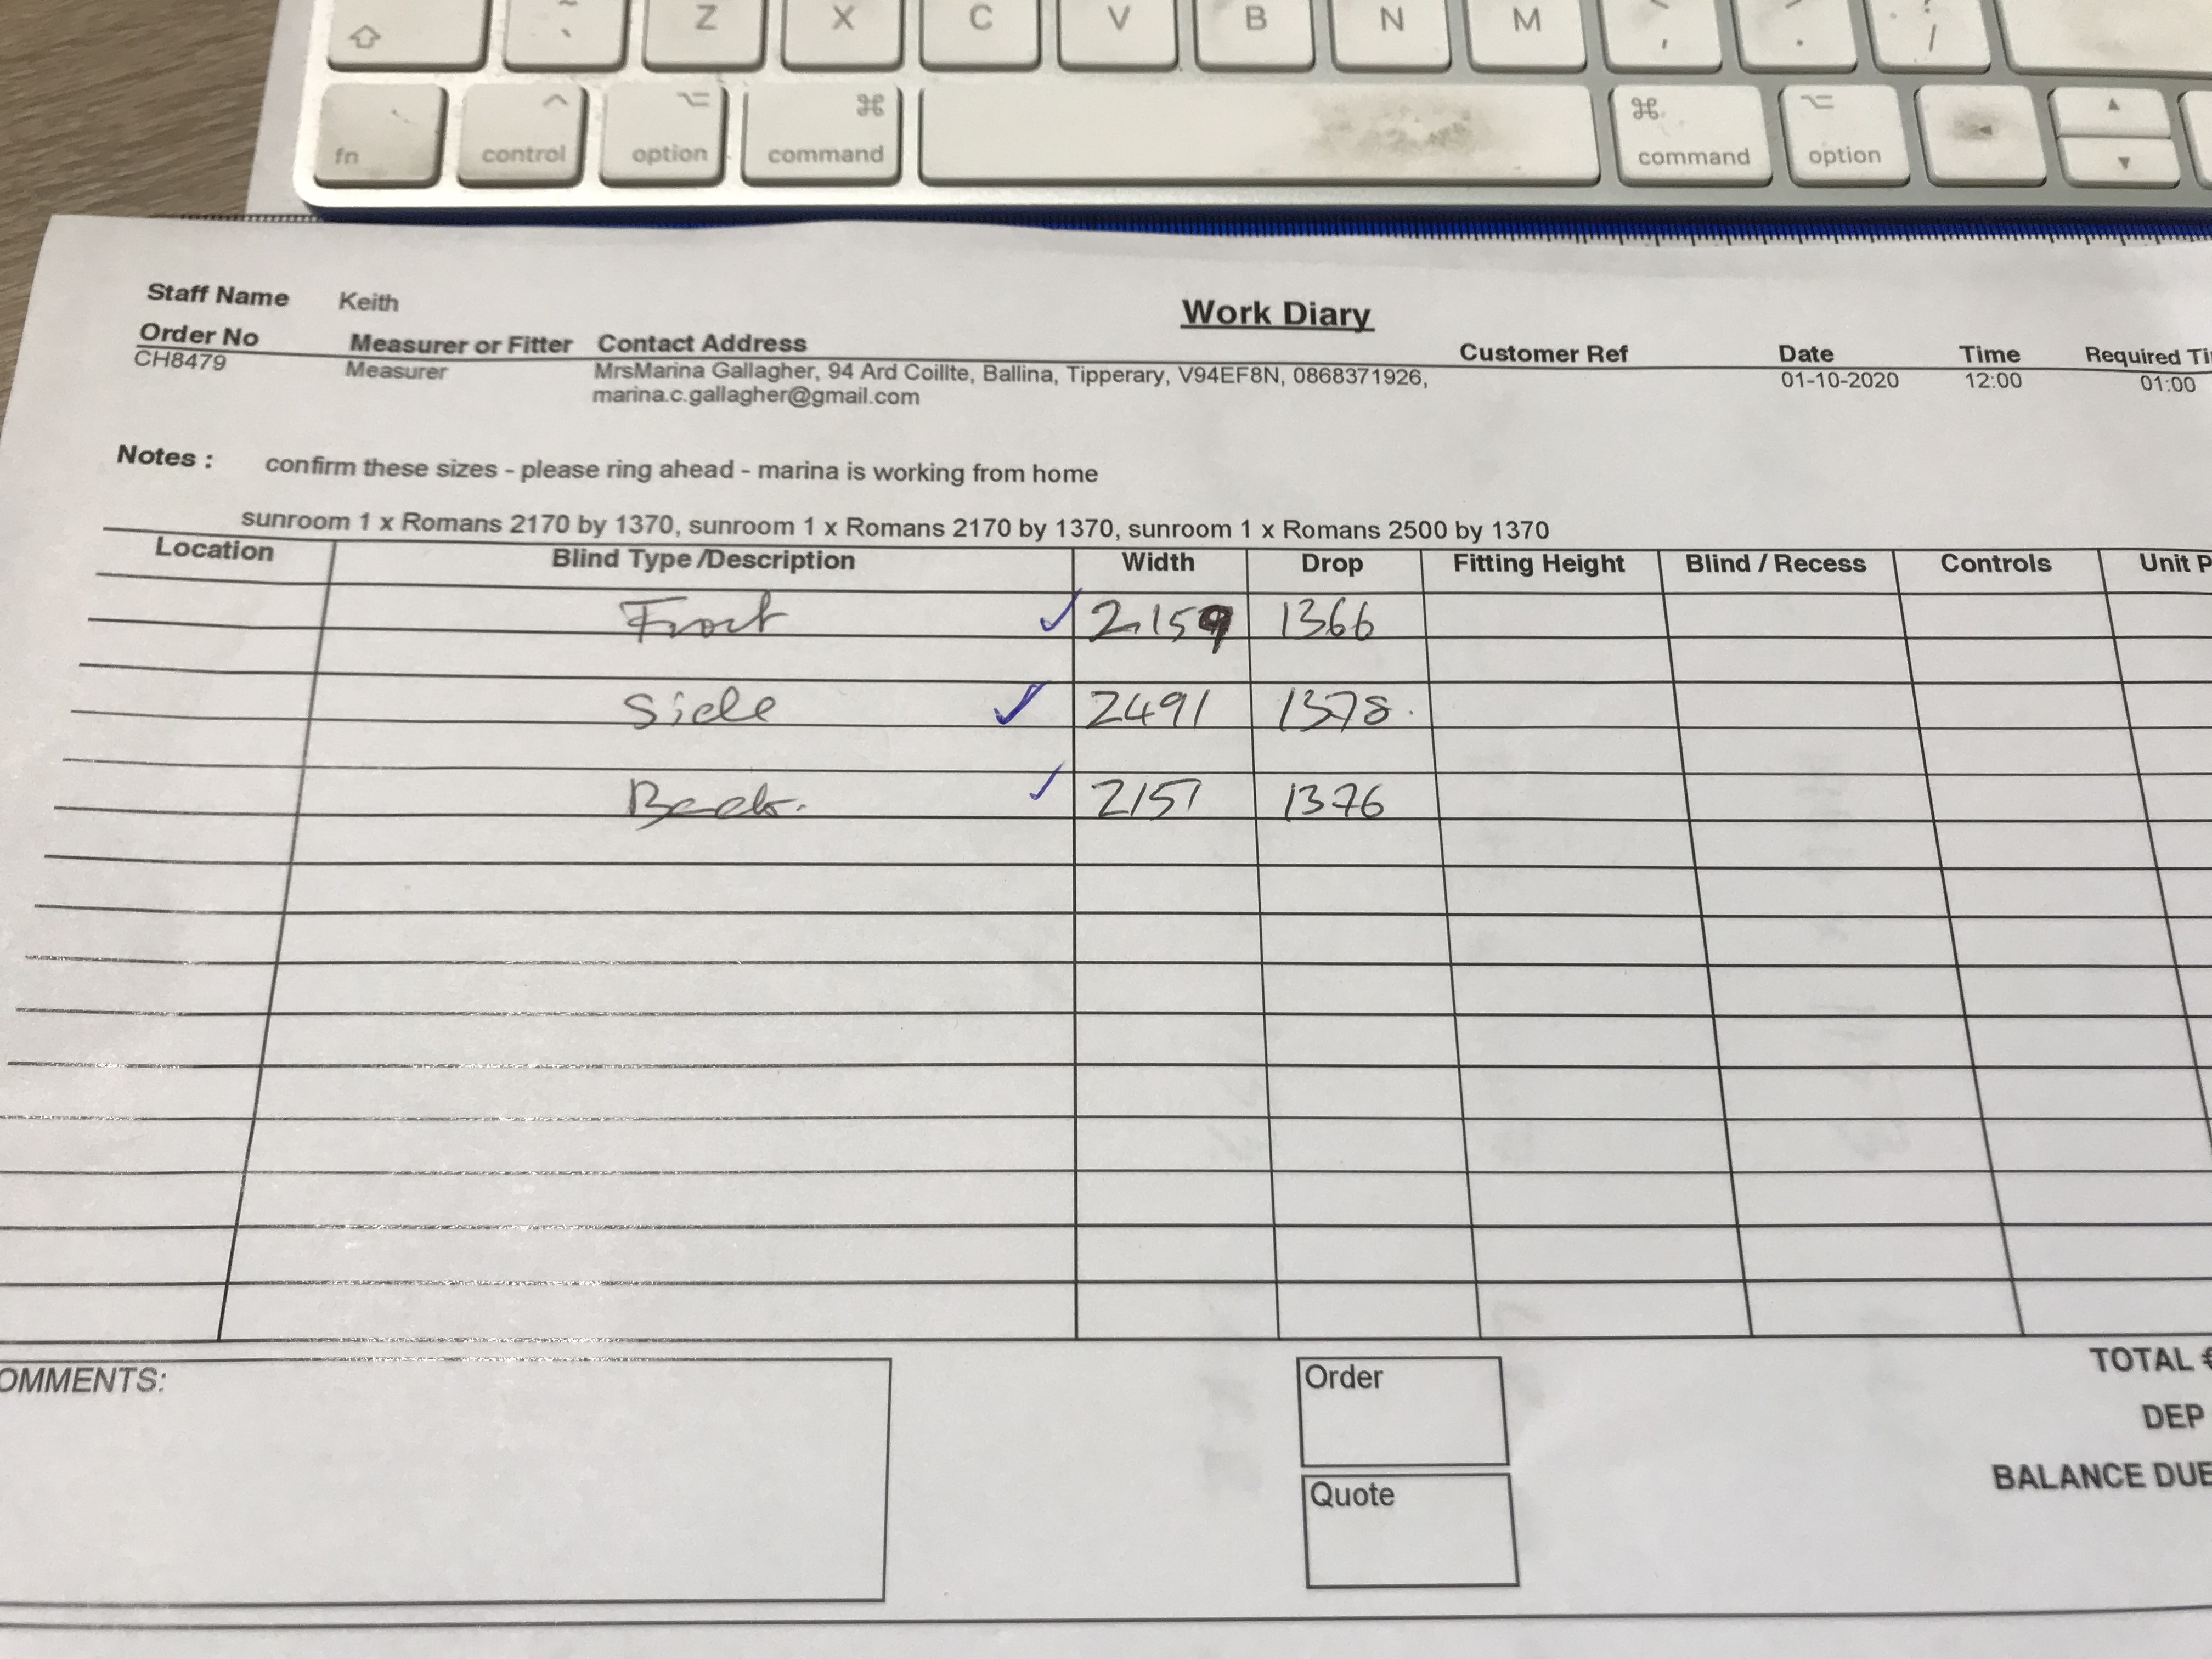 Z X C V B N M , . /
fn control option command command option
Staff Name Keith
Work Diary
Order No Measurer or Fitter Contact Address Customer Ref Date Time Required Ti
CH8479 Measurer MrsMarina Gallagher, 94 Ard Coillte, Ballina, Tipperary, V94EF8N, 0868371926, 01-10-2020 12:00 01:00
marina.c.gallagher@gmail.com
Notes : confirm these sizes - please ring ahead - marina is working from home
sunroom 1 x Romans 2170 by 1370, sunroom 1 x Romans 2170 by 1370, sunroom 1 x Romans 2500 by 1370
Location Blind Type /Description Width Drop Fitting Height Blind / Recess Controls Unit P
Front ✓ 2159 1366
Side ✓ 2491 1378.
Back. ✓ 2151 1376
OMMENTS:
Order
Quote
TOTAL €
DEP
BALANCE DUE